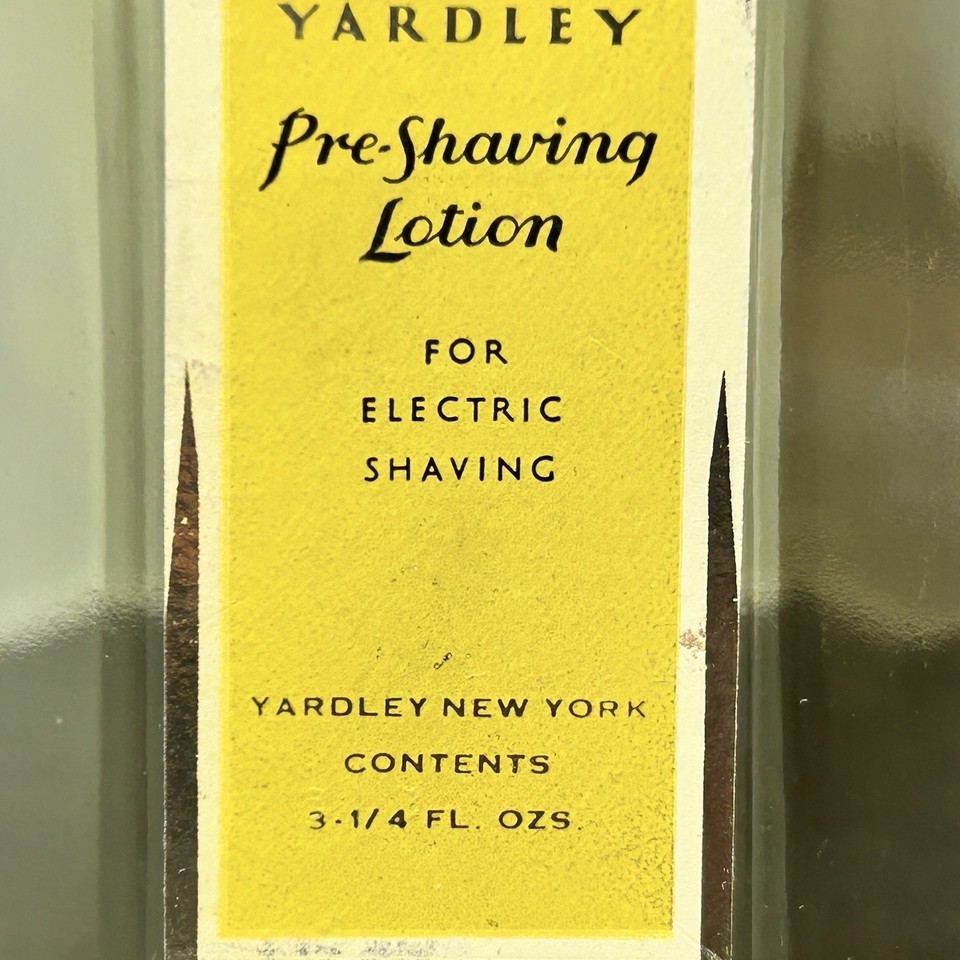 YARDLEY
Pre-Shaving
Lotion
FOR
ELECTRIC
SHAVING
YARDLEY NEW YORK
CONTENTS
3-1/4 FL. OZS.